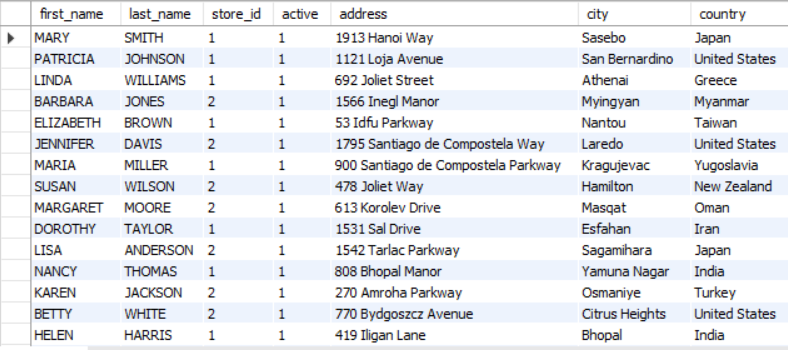 first_name last_name store_id active address city country
MARY SMITH 1 1 1913 Hanoi Way Sasebo Japan
PATRICIA JOHNSON 1 1 1121 Loja Avenue San Bernardino United States
LINDA WILLIAMS 1 1 692 Joliet Street Athenai Greece
BARBARA JONES 2 1 1566 Inegl Manor Myingyan Myanmar
ELIZABETH BROWN 1 1 53 Idfu Parkway Nantou Taiwan
JENNIFER DAVIS 2 1 1795 Santiago de Compostela Way Laredo United States
MARIA MILLER 1 1 900 Santiago de Compostela Parkway Kragujevac Yugoslavia
SUSAN WILSON 2 1 478 Joliet Way Hamilton New Zealand
MARGARET MOORE 2 1 613 Korolev Drive Masqat Oman
DOROTHY TAYLOR 1 1 1531 Sal Drive Esfahan Iran
LISA ANDERSON 2 1 1542 Tarlac Parkway Sagamihara Japan
NANCY THOMAS 1 1 808 Bhopal Manor Yamuna Nagar India
KAREN JACKSON 2 1 270 Amroha Parkway Osmaniye Turkey
BETTY WHITE 2 1 770 Bydgoszcz Avenue Citrus Heights United States
HELEN HARRIS 1 1 419 Iligan Lane Bhopal India